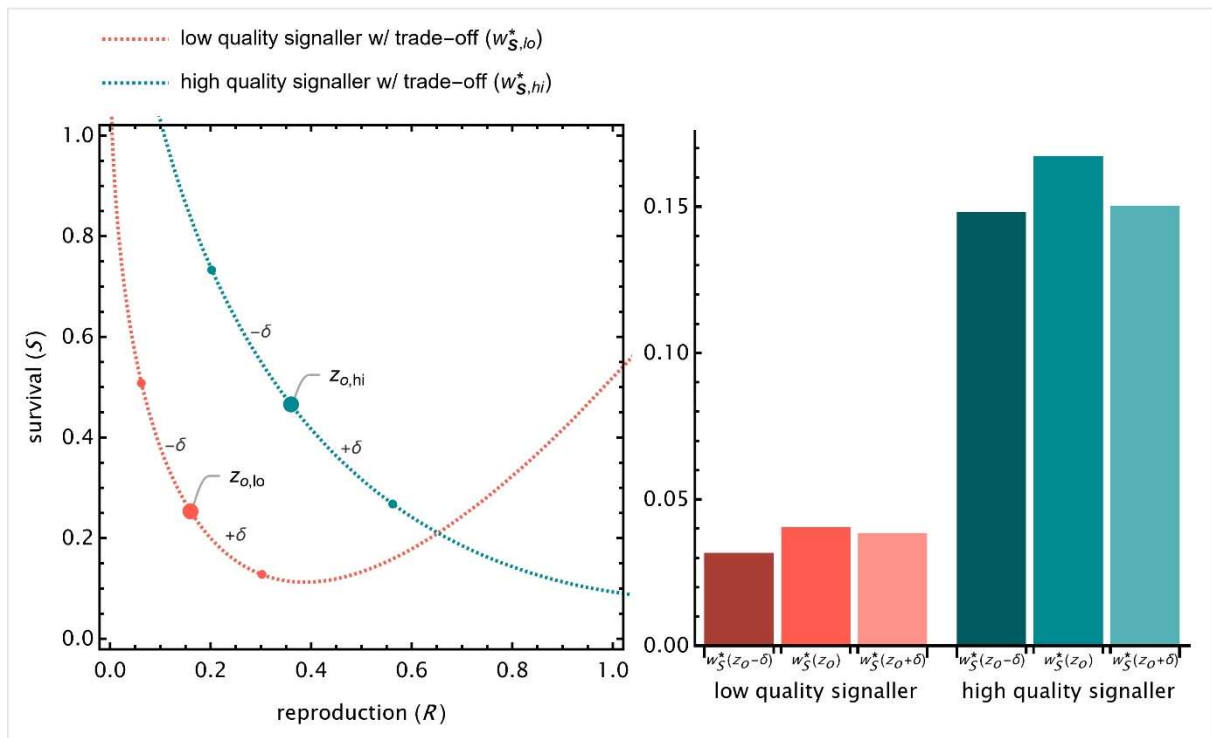 low quality signaller w/ trade−off (w*S,lo)
high quality signaller w/ trade−off (w*S,hi)
1.0
0.8
0.6
0.4
0.2
0.0
survival (S)
−δ
zo,hi
+δ
−δ
zo,lo
+δ
0.0 0.2 0.4 0.6 0.8 1.0
reproduction (R)
0.15
0.10
0.05
0.00
w*S(zo−δ) w*S(zo) w*S(zo+δ) w*S(zo−δ) w*S(zo) w*S(zo+δ)
low quality signaller high quality signaller